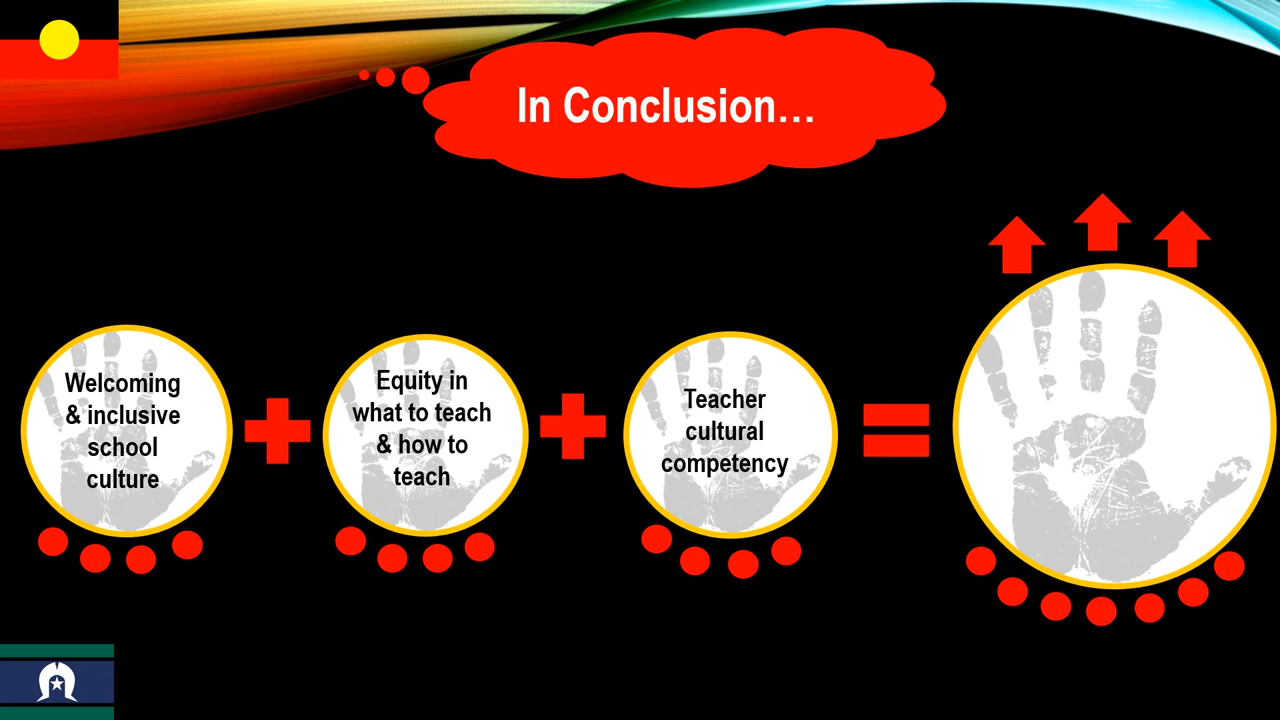 In Conclusion...
Welcoming
& inclusive
school
culture
Equity in
what to teach
& how to
teach
Teacher
cultural
competency